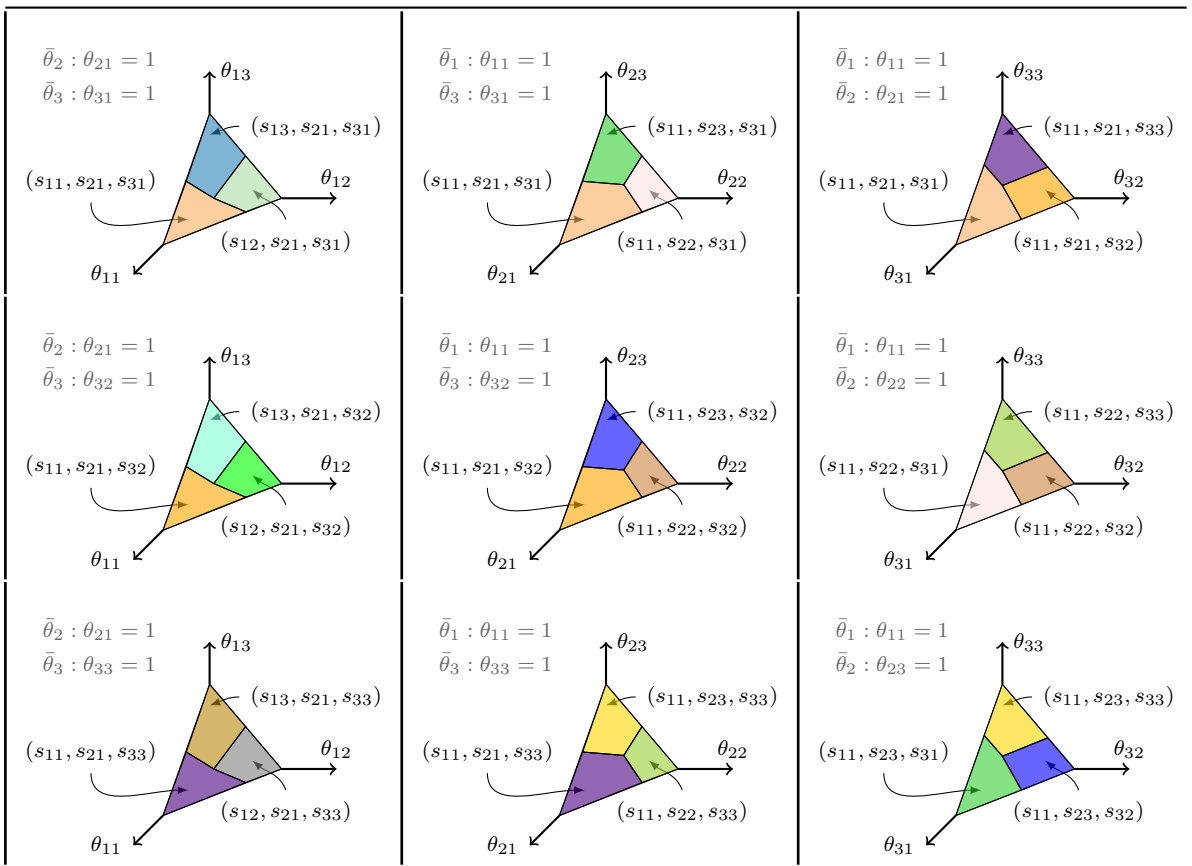 θ̄₂ : θ₂₁ = 1
θ̄₃ : θ₃₁ = 1
θ₁₃
(s₁₃, s₂₁, s₃₁)
(s₁₁, s₂₁, s₃₁)
θ₁₂
(s₁₂, s₂₁, s₃₁)
θ₁₁
θ̄₁ : θ₁₁ = 1
θ̄₃ : θ₃₁ = 1
θ₂₃
(s₁₁, s₂₃, s₃₁)
(s₁₁, s₂₁, s₃₁)
θ₂₂
(s₁₁, s₂₂, s₃₁)
θ₂₁
θ̄₁ : θ₁₁ = 1
θ̄₂ : θ₂₁ = 1
θ₃₃
(s₁₁, s₂₁, s₃₃)
(s₁₁, s₂₁, s₃₁)
θ₃₂
(s₁₁, s₂₁, s₃₂)
θ₃₁
θ̄₂ : θ₂₁ = 1
θ̄₃ : θ₃₂ = 1
θ₁₃
(s₁₃, s₂₁, s₃₂)
(s₁₁, s₂₁, s₃₂)
θ₁₂
(s₁₂, s₂₁, s₃₂)
θ₁₁
θ̄₁ : θ₁₁ = 1
θ̄₃ : θ₃₂ = 1
θ₂₃
(s₁₁, s₂₃, s₃₂)
(s₁₁, s₂₁, s₃₂)
θ₂₂
(s₁₁, s₂₂, s₃₂)
θ₂₁
θ̄₁ : θ₁₁ = 1
θ̄₂ : θ₂₂ = 1
θ₃₃
(s₁₁, s₂₂, s₃₃)
(s₁₁, s₂₂, s₃₁)
θ₃₂
(s₁₁, s₂₂, s₃₂)
θ₃₁
θ̄₂ : θ₂₁ = 1
θ̄₃ : θ₃₃ = 1
θ₁₃
(s₁₃, s₂₁, s₃₃)
(s₁₁, s₂₁, s₃₃)
θ₁₂
(s₁₂, s₂₁, s₃₃)
θ₁₁
θ̄₁ : θ₁₁ = 1
θ̄₃ : θ₃₃ = 1
θ₂₃
(s₁₁, s₂₃, s₃₃)
(s₁₁, s₂₁, s₃₃)
θ₂₂
(s₁₁, s₂₂, s₃₃)
θ₂₁
θ̄₁ : θ₁₁ = 1
θ̄₂ : θ₂₃ = 1
θ₃₃
(s₁₁, s₂₃, s₃₃)
(s₁₁, s₂₃, s₃₁)
θ₃₂
(s₁₁, s₂₃, s₃₂)
θ₃₁